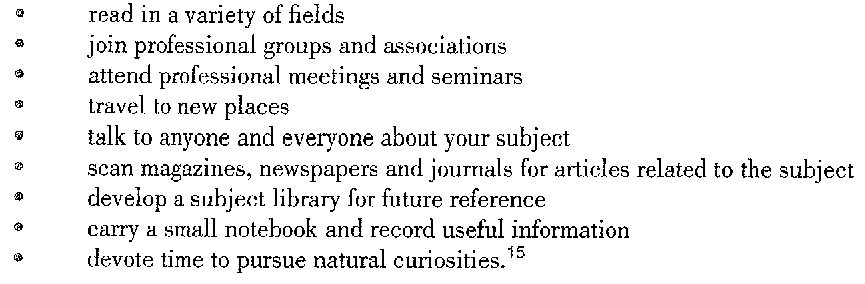 • read in a variety of fields
• join professional groups and associations
• attend professional meetings and seminars
• travel to new places
• talk to anyone and everyone about your subject
• scan magazines, newspapers and journals for articles related to the subject
• develop a subject library for future reference
• carry a small notebook and record useful information
• devote time to pursue natural curiosities.15